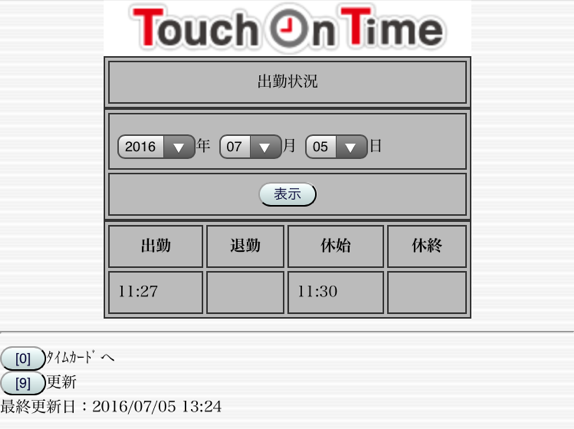 Touch On Time
出勤状況
2016 年 07 月 05 日
表示
出勤 退勤 休始 休終
11:27 11:30
[0] ﾀｲﾑｶｰﾄﾞへ
[9] 更新
最終更新日：2016/07/05 13:24